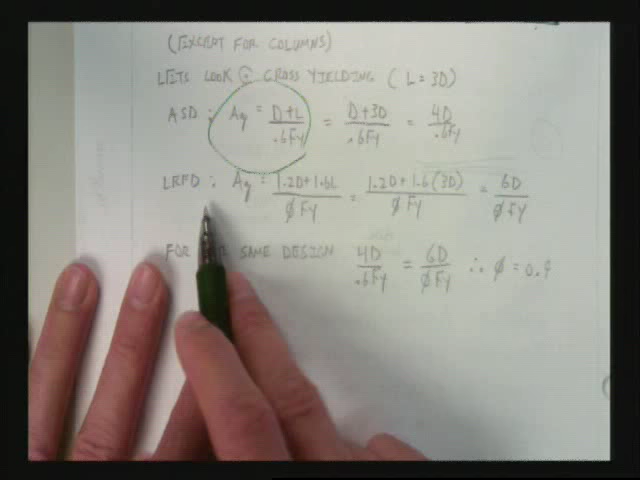 (EXCEPT FOR COLUMNS)
LETS LOOK @ CROSS YIELDING (L = 3D)
ASD : Ag = D+L / .6Fy = D+3D / .6Fy = 4D / .6Fy
LRFD : Ag = 1.2D+1.6L / φFy = 1.2D+1.6(3D) / φFy = 6D / φFy
FOR SAME DESIGN 4D / .6Fy = 6D / φFy ∴ φ = 0.9